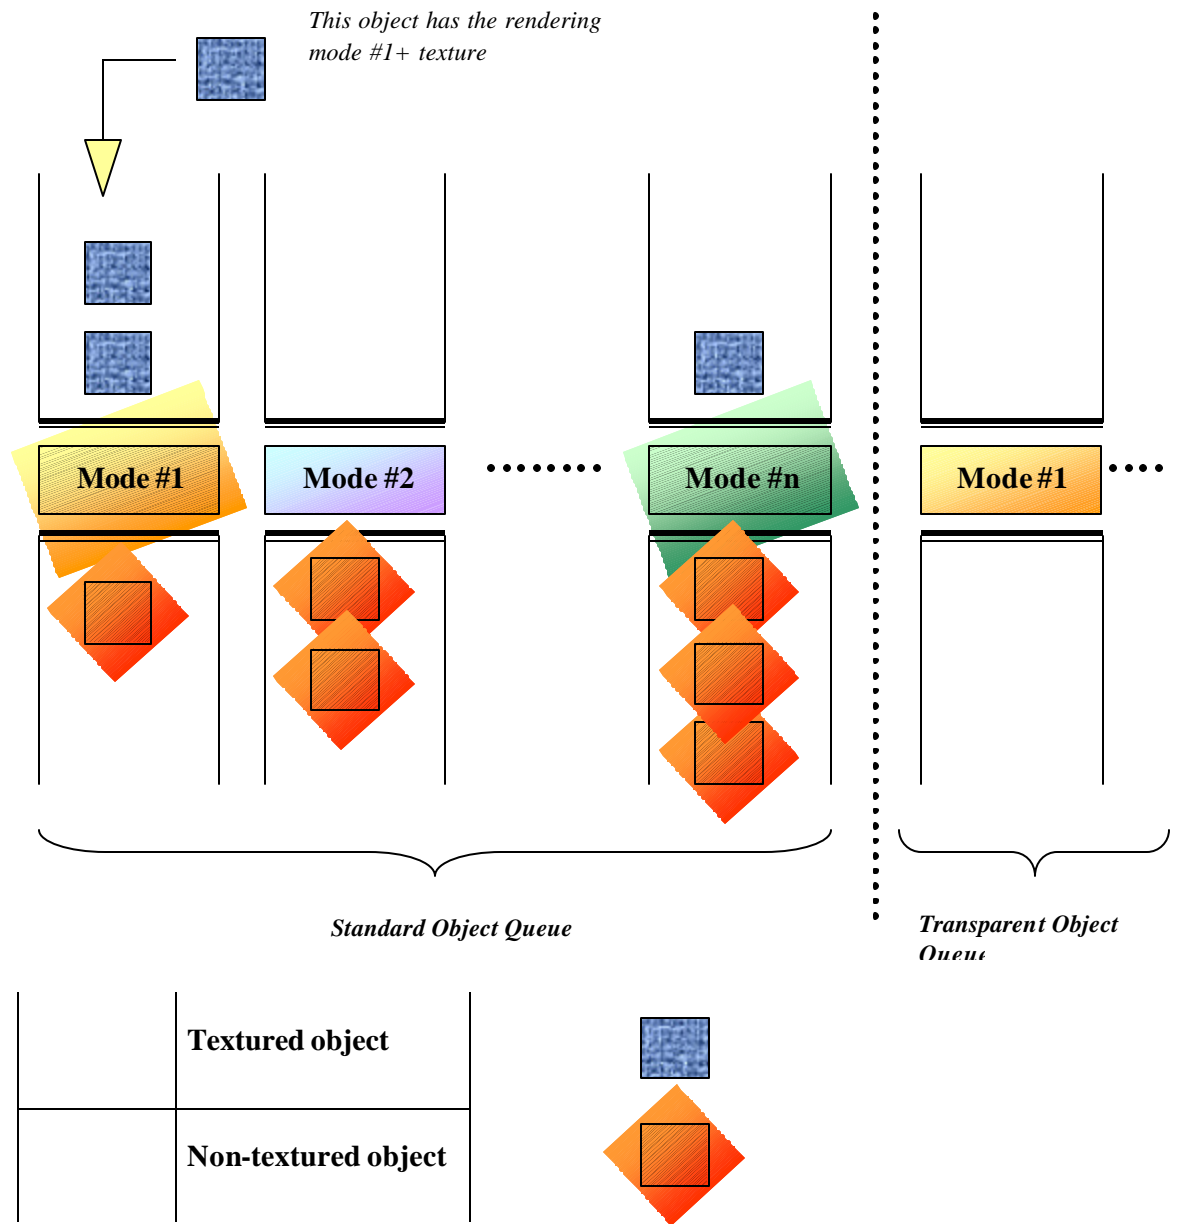 This object has the rendering
mode #1+ texture
Mode #1
Mode #2
Mode #n
Mode #1
Standard Object Queue
Transparent Object
Queue
Textured object
Non-textured object